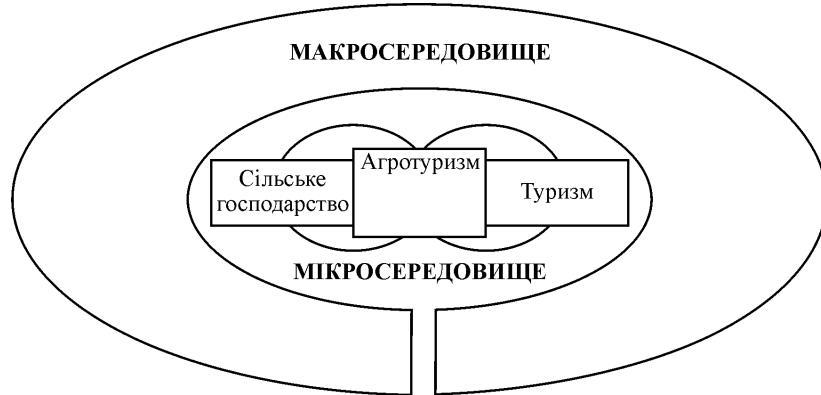 МАКРОСЕРЕДОВИЩЕ
Агротуризм
Сільське
господарство
Туризм
МІКРОСЕРЕДОВИЩЕ